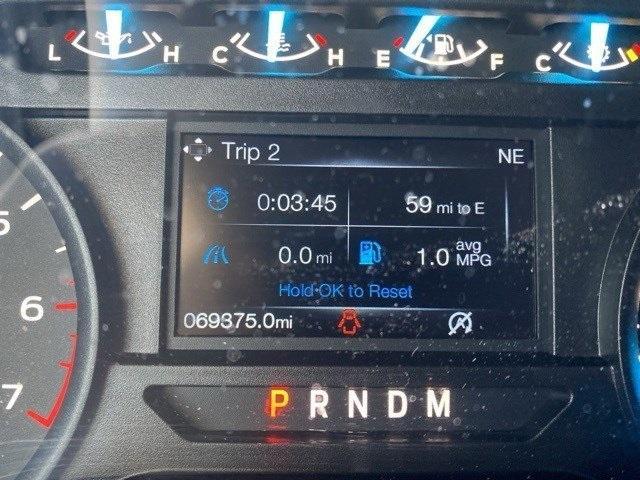 L H C H E F C
Trip 2 NE
0:03:45 59 mi to E
0.0 mi 1.0 avg MPG
Hold OK to Reset
069375.0mi
5
6
7
P R N D M